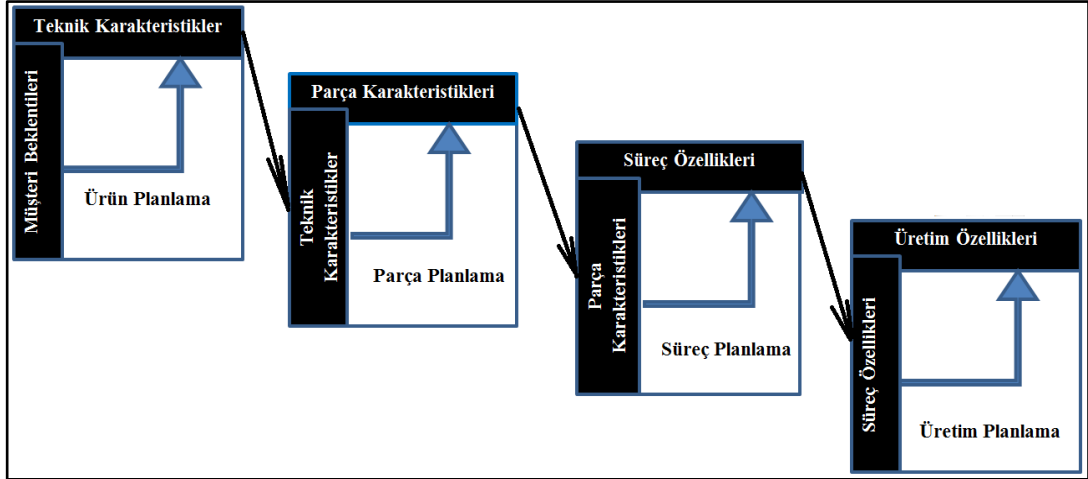 Teknik Karakteristikler
Müşteri Beklentileri
Ürün Planlama
Parça Karakteristikleri
Teknik
Karakteristikler
Parça Planlama
Süreç Özellikleri
Parça
Karakteristikleri
Süreç Planlama
Üretim Özellikleri
Süreç Özellikleri
Üretim Planlama